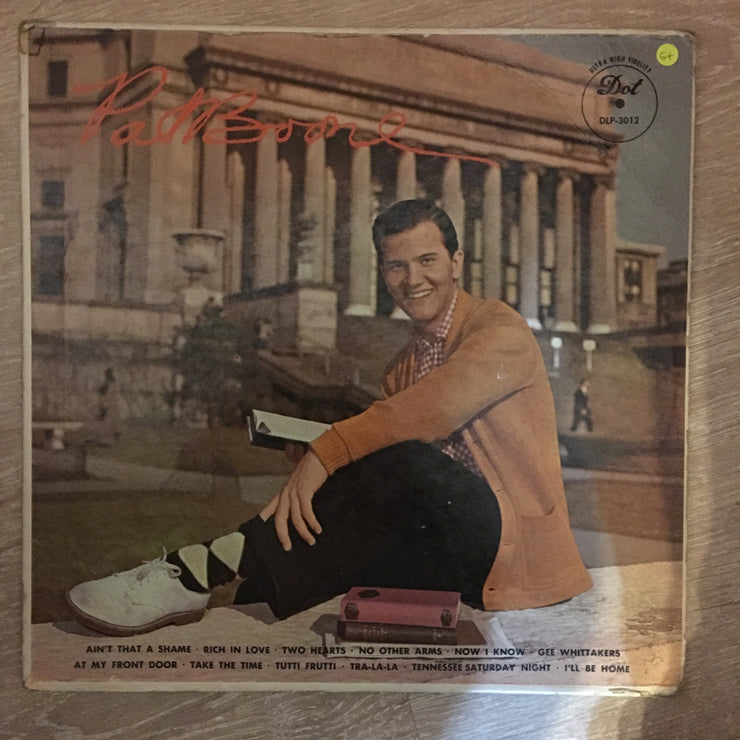 Pat Boone
G+
ULTRA HIGH FIDELITY
Dot
DLP-3012
AIN'T THAT A SHAME · RICH IN LOVE · TWO HEARTS · NO OTHER ARMS · NOW I KNOW · GEE WHITTAKERS
AT MY FRONT DOOR · TAKE THE TIME · TUTTI FRUTTI · TRA-LA-LA · TENNESSEE SATURDAY NIGHT · I'LL BE HOME